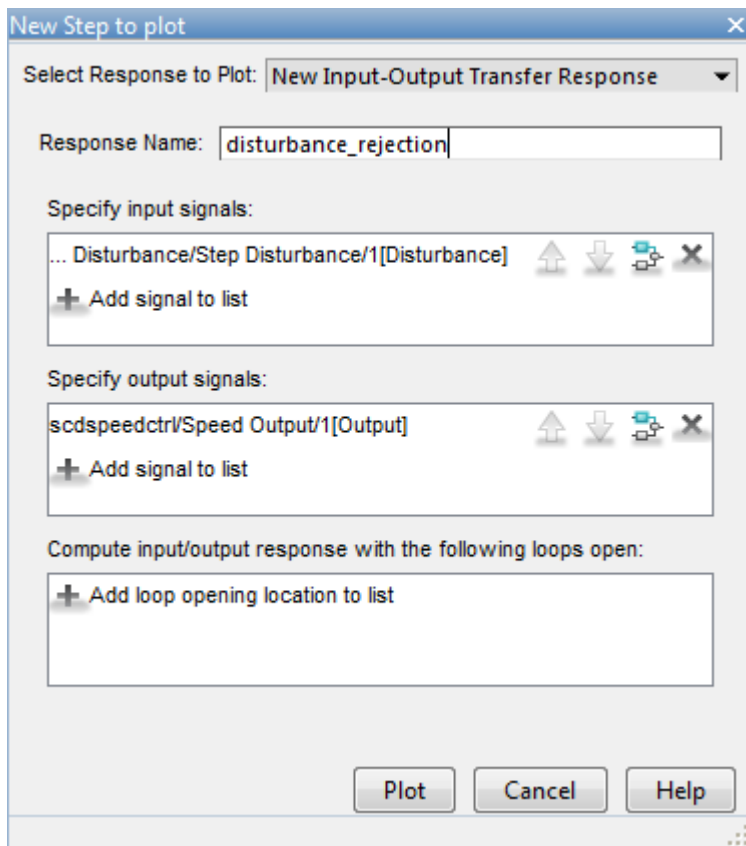 New Step to plot
Select Response to Plot: New Input-Output Transfer Response
Response Name: disturbance_rejection
Specify input signals:
... Disturbance/Step Disturbance/1[Disturbance]
Add signal to list
Specify output signals:
scdspeedctrl/Speed Output/1[Output]
Add signal to list
Compute input/output response with the following loops open:
Add loop opening location to list
Plot Cancel Help